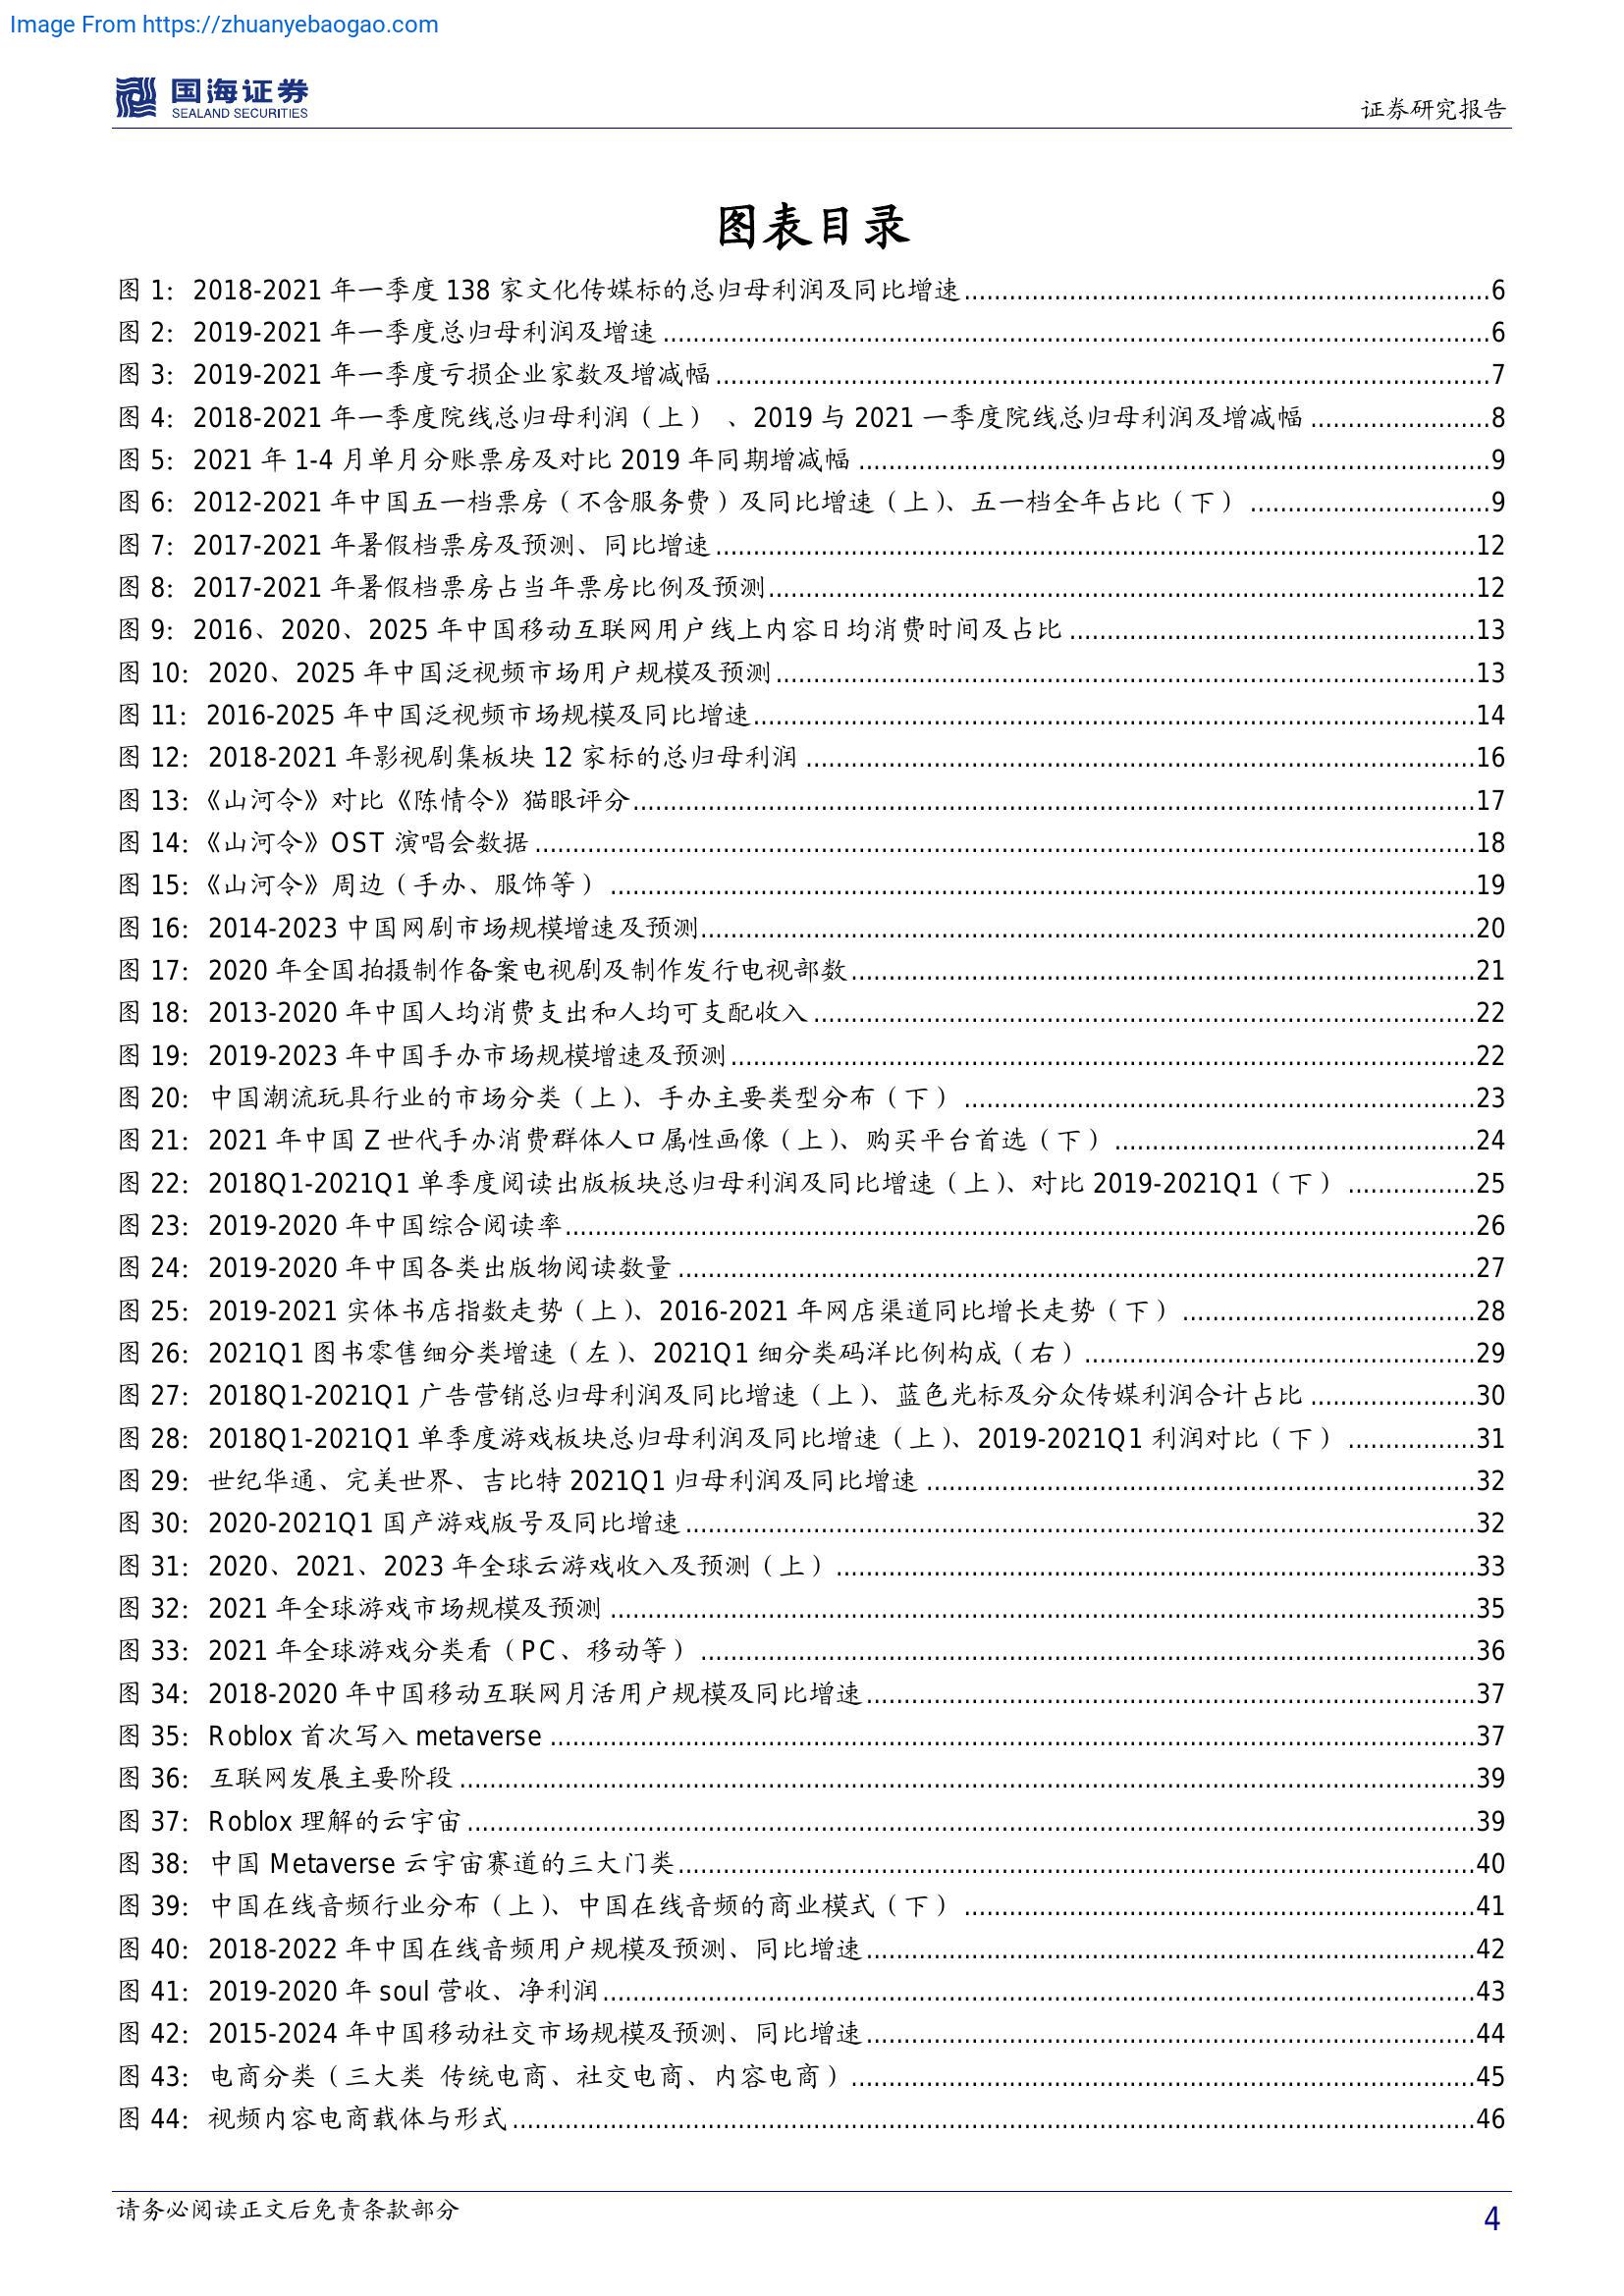 Image From https://zhuanyebaogao.com
国海证券
SEALAND SECURITIES
证券研究报告
图表目录
图 1：2018-2021 年一季度 138 家文化传媒标的总归母利润及同比增速........6
图 2：2019-2021 年一季度总归母利润及增速........6
图 3：2019-2021 年一季度亏损企业家数及增减幅........7
图 4：2018-2021 年一季度院线总归母利润（上） 、2019 与 2021 一季度院线总归母利润及增减幅........8
图 5：2021 年 1-4 月单月分账票房及对比 2019 年同期增减幅........9
图 6：2012-2021 年中国五一档票房（不含服务费）及同比增速（上）、五一档全年占比（下）........9
图 7：2017-2021 年暑假档票房及预测、同比增速........12
图 8：2017-2021 年暑假档票房占当年票房比例及预测........12
图 9：2016、2020、2025 年中国移动互联网用户线上内容日均消费时间及占比........13
图 10：2020、2025 年中国泛视频市场用户规模及预测........13
图 11：2016-2025 年中国泛视频市场规模及同比增速........14
图 12：2018-2021 年影视剧集板块 12 家标的总归母利润........16
图 13：《山河令》对比《陈情令》猫眼评分........17
图 14：《山河令》OST 演唱会数据........18
图 15：《山河令》周边（手办、服饰等）........19
图 16：2014-2023 中国网剧市场规模增速及预测........20
图 17：2020 年全国拍摄制作备案电视剧及制作发行电视部数........21
图 18：2013-2020 年中国人均消费支出和人均可支配收入........22
图 19：2019-2023 年中国手办市场规模增速及预测........22
图 20：中国潮流玩具行业的市场分类（上）、手办主要类型分布（下）........23
图 21：2021 年中国 Z 世代手办消费群体人口属性画像（上）、购买平台首选（下）........24
图 22：2018Q1-2021Q1 单季度阅读出版板块总归母利润及同比增速（上）、对比 2019-2021Q1（下）........25
图 23：2019-2020 年中国综合阅读率........26
图 24：2019-2020 年中国各类出版物阅读数量........27
图 25：2019-2021 实体书店指数走势（上）、2016-2021 年网店渠道同比增长走势（下）........28
图 26：2021Q1 图书零售细分类增速（左）、2021Q1 细分类码洋比例构成（右）........29
图 27：2018Q1-2021Q1 广告营销总归母利润及同比增速（上）、蓝色光标及分众传媒利润合计占比........30
图 28：2018Q1-2021Q1 单季度游戏板块总归母利润及同比增速（上）、2019-2021Q1 利润对比（下）........31
图 29：世纪华通、完美世界、吉比特 2021Q1 归母利润及同比增速........32
图 30：2020-2021Q1 国产游戏版号及同比增速........32
图 31：2020、2021、2023 年全球云游戏收入及预测（上）........33
图 32：2021 年全球游戏市场规模及预测........35
图 33：2021 年全球游戏分类看（PC、移动等）........36
图 34：2018-2020 年中国移动互联网月活用户规模及同比增速........37
图 35：Roblox 首次写入 metaverse........37
图 36：互联网发展主要阶段........39
图 37：Roblox 理解的云宇宙........39
图 38：中国 Metaverse 云宇宙赛道的三大门类........40
图 39：中国在线音频行业分布（上）、中国在线音频的商业模式（下）........41
图 40：2018-2022 年中国在线音频用户规模及预测、同比增速........42
图 41：2019-2020 年 soul 营收、净利润........43
图 42：2015-2024 年中国移动社交市场规模及预测、同比增速........44
图 43：电商分类（三大类 传统电商、社交电商、内容电商）........45
图 44：视频内容电商载体与形式........46
请务必阅读正文后免责条款部分
4